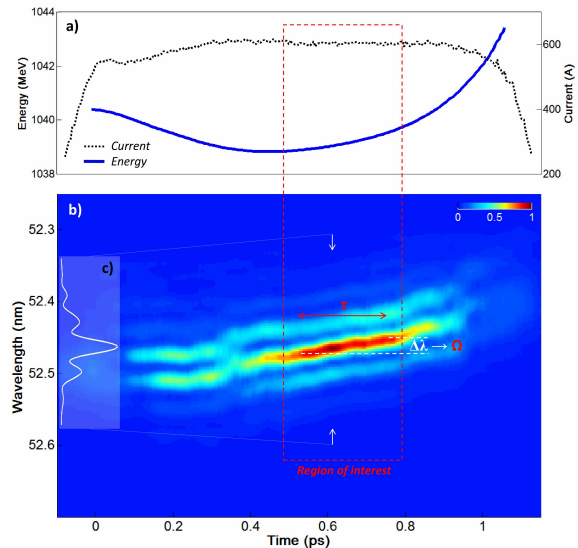 a)
1044
1042
1039
1038
Energy (MeV)
Current
Energy
600
400
200
Current (A)
b)
0 0.5 1
52.3
52.4
52.5
52.6
Wavelength (nm)
c)
τ
Δλ → Ω
Region of interest
0 0.2 0.4 0.6 0.8 1
Time (ps)